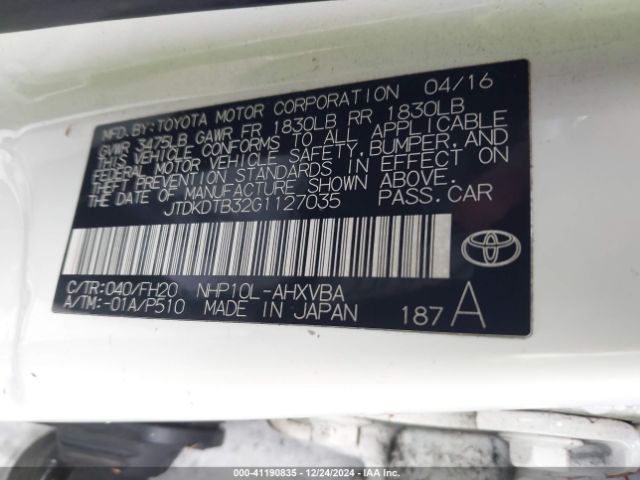 MFD.BY:TOYOTA MOTOR CORPORATION 04/16
GVWR 3475LB GAWR FR 1830LB RR 1830LB
THIS VEHICLE CONFORMS TO ALL APPLICABLE
FEDERAL MOTOR VEHICLE SAFETY,BUMPER,AND
THEFT PREVENTION STANDARDS IN EFFECT ON
THE DATE OF MANUFACTURE SHOWN ABOVE.
JTDKDTB32G1127035 PASS.CAR
C/TR:040/FH20 NHP10L-AHXVBA
A/TM:-01A/P510 MADE IN JAPAN 187 A
000-41190835 - 12/24/2024 - IAA Inc.